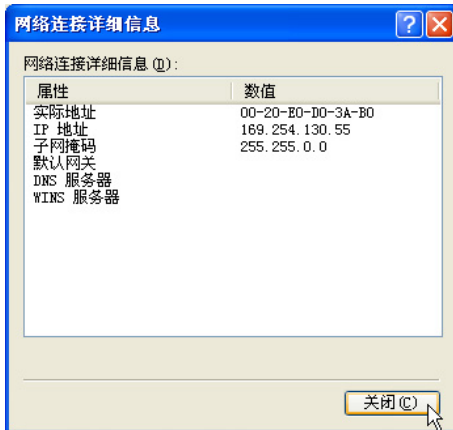 网络连接详细信息
网络连接详细信息(D):
属性 数值
实际地址 00-20-E0-D0-3A-B0
IP 地址 169.254.130.55
子网掩码 255.255.0.0
默认网关
DNS 服务器
WINS 服务器
关闭(C)